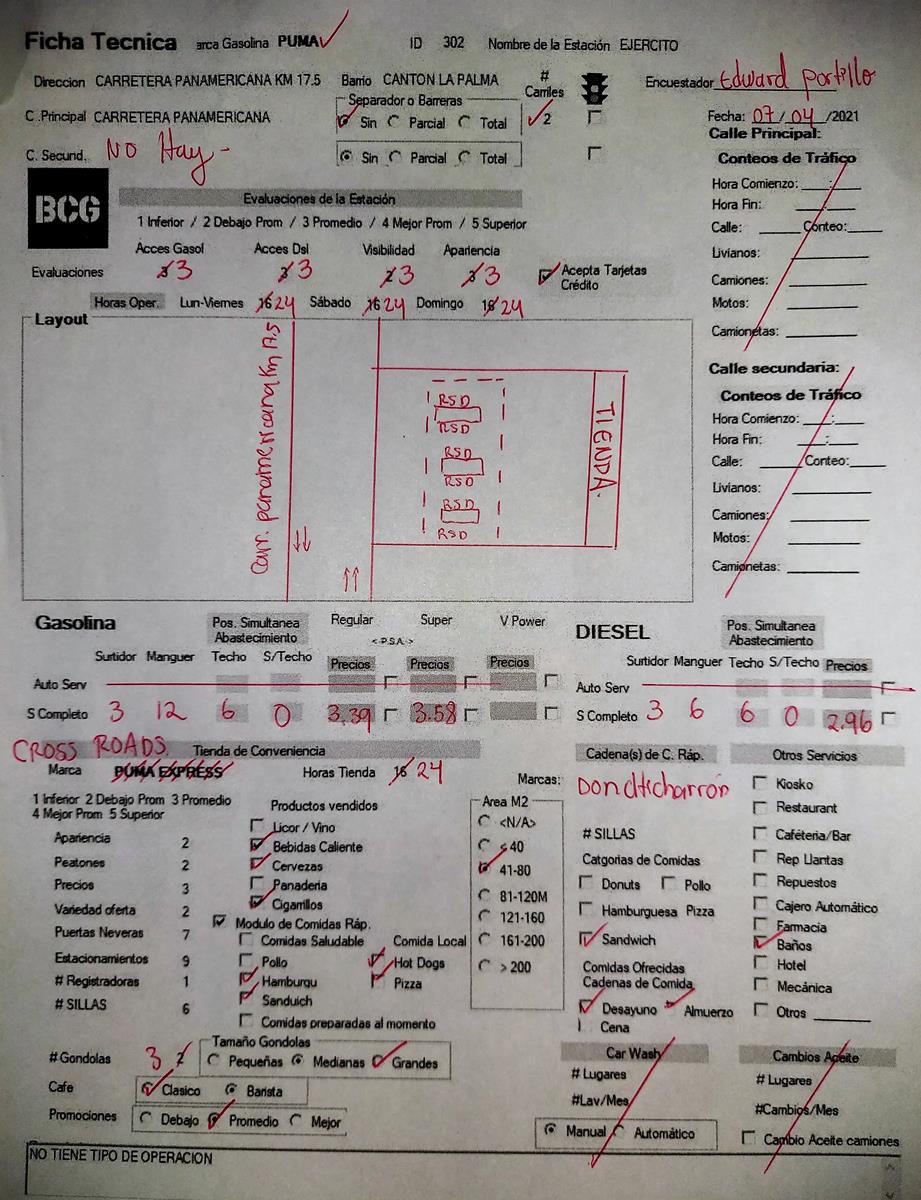 Ficha Tecnica arca Gasolina PUMA ID 302 Nombre de la Estación EJERCITO
Direccion CARRETERA PANAMERICANA KM 17.5 Barrio CANTON LA PALMA # Carriles Encuestador Edward Portillo
Separador o Barreras
C .Principal CARRETERA PANAMERICANA Sin Parcial Total 2 Fecha: 07/04/2021
C. Secund. NO Hay - Sin Parcial Total
BCG
Evaluaciones de la Estación
1 Inferior / 2 Debajo Prom / 3 Promedio / 4 Mejor Prom / 5 Superior
Acces Gasol Acces Dsl Visibilidad Apariencia
Evaluaciones 3 3 3 3 3 3 3 Acepta Tarjetas Crédito
Horas Oper. Lun-Viernes 16 24 Sábado 16 24 Domingo 16 24
Calle Principal:
Conteos de Tráfico
Hora Comienzo: ___:___
Hora Fin:
Calle: Conteo:
Livianos:
Camiones:
Motos:
Camionetas:
Calle secundaria:
Conteos de Tráfico
Hora Comienzo: ___:___
Hora Fin: ___:___
Calle: Conteo:
Livianos:
Camiones:
Motos:
Camionetas:
Layout
Carr. panamericana Km 17.5
RSD
RSD
RSD
RSD
RSD
RSD
TIENDA.
Gasolina Pos. Simultanea Abastecimiento Regular Super V Power
< P.S.A.>
Surtidor Manguer Techo S/Techo Precios Precios Precios
Auto Serv
S Completo 3 12 6 0 3.39 3.58
DIESEL Pos. Simultanea Abastecimiento
Surtidor Manguer Techo S/Techo Precios
Auto Serv
S Completo 3 6 6 0 2.96
CROSS ROADS. Tienda de Conveniencia
Marca PUMA EXPRESS Horas Tienda 16 24
1 Inferior 2 Debajo Prom 3 Promedio
4 Mejor Prom 5 Superior
Apariencia 2
Peatones 2
Precios 3
Variedad oferta 2
Puertas Neveras 7
Estacionamientos 9
# Registradoras 1
# SILLAS 6
Productos vendidos
Licor / Vino
Bebidas Caliente
Cervezas
Panaderia
Cigarrillos
Modulo de Comidas Ráp.
Comidas Saludable Comida Local
Pollo Hot Dogs
Hamburgu Pizza
Sanduich
Comidas preparadas al momento
Area M2
<N/A>
< 40
41-80
81-120M
121-160
161-200
> 200
# Gondolas 3 2
Tamaño Gondolas
Pequeñas Medianas Grandes
Cafe Clasico Barista
Promociones Debajo Promedio Mejor
Cadena(s) de C. Ráp.
Marcas:
# SILLAS
Catgorias de Comidas
Donuts Pollo
Hamburguesa Pizza
Sandwich
Comidas Ofrecidas
Cadenas de Comida
Desayuno Almuerzo
Cena
Otros Servicios
Kiosko
Restaurant
Caféteria/Bar
Rep Llantas
Repuestos
Cajero Automático
Farmacia
Baños
Hotel
Mecánica
Otros
Car Wash
# Lugares
#Lav/Mes
Manual Automático
Cambios Aceite
# Lugares
#Cambios/Mes
Cambio Aceite camiones
NO TIENE TIPO DE OPERACION